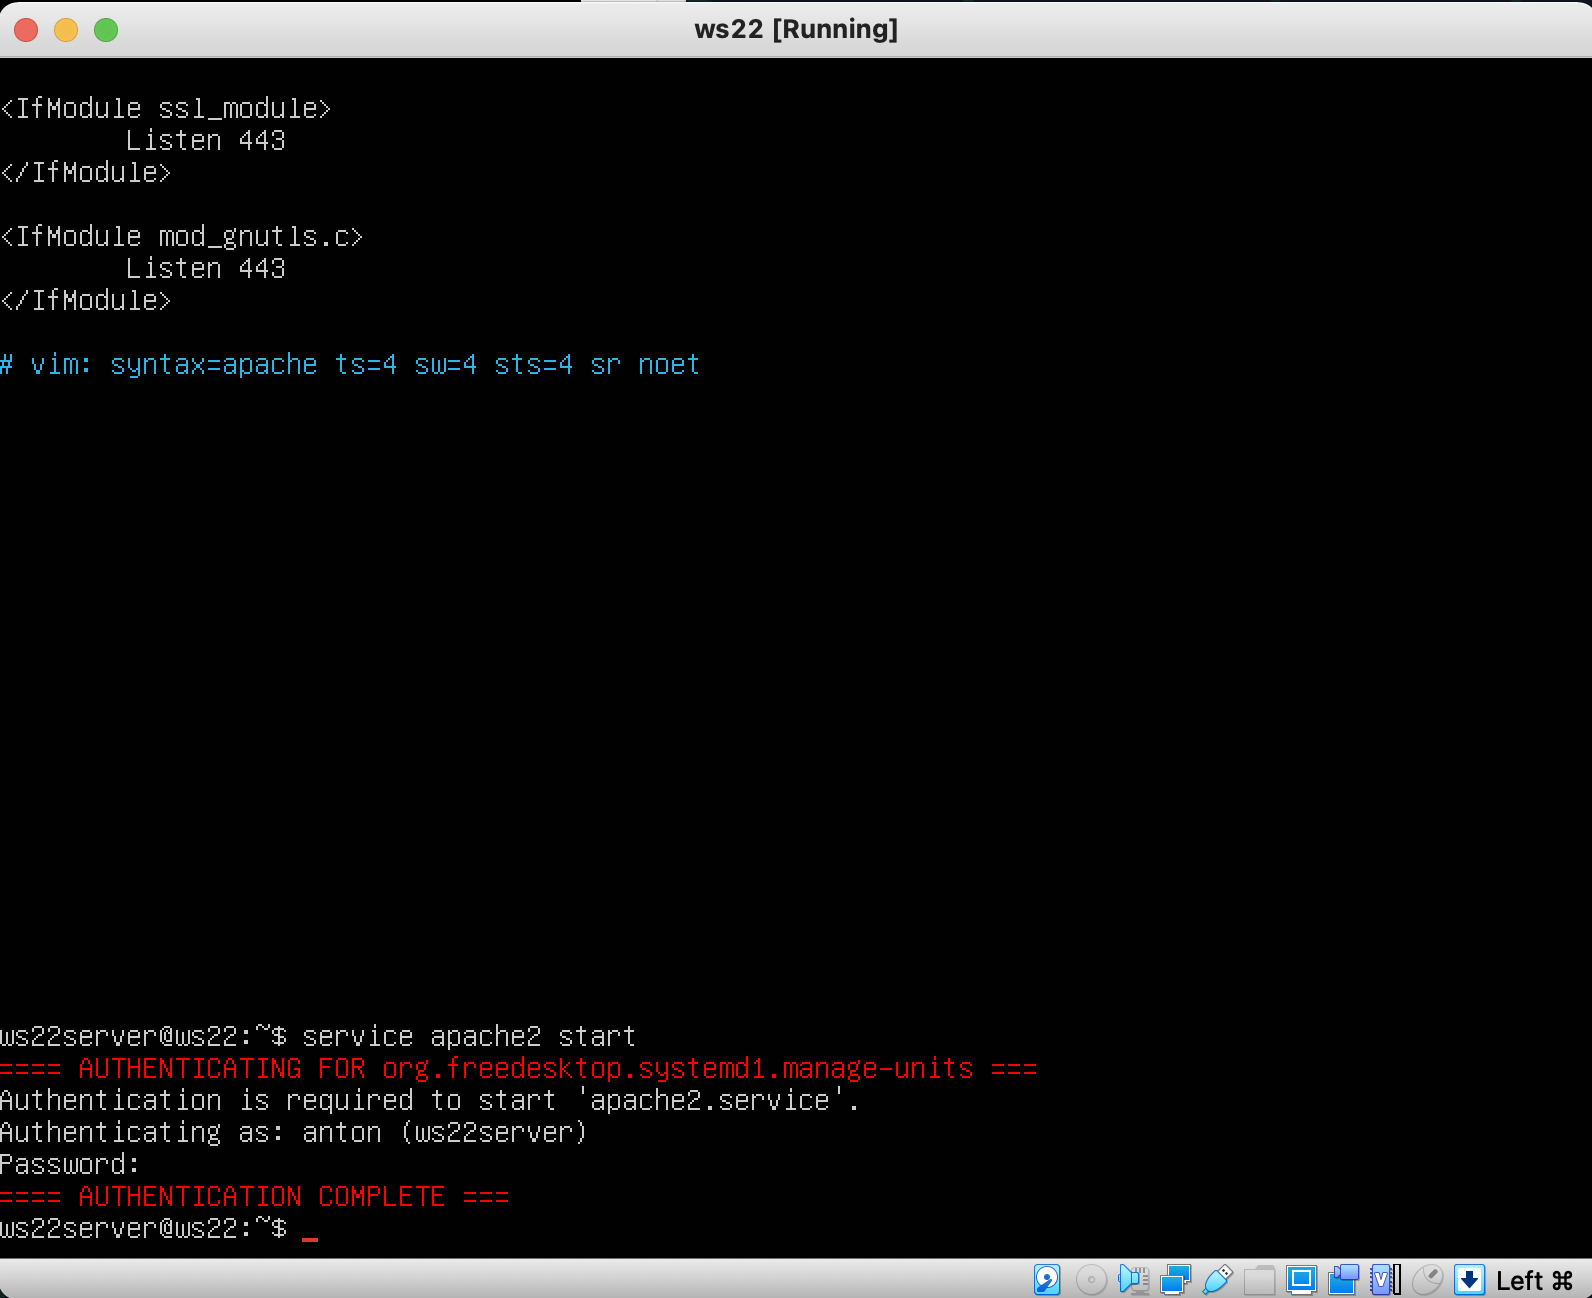 ws22 [Running]
<IfModule ssl_module>
        Listen 443
</IfModule>
<IfModule mod_gnutls.c>
        Listen 443
</IfModule>
# vim: syntax=apache ts=4 sw=4 sts=4 sr noet
ws22server@ws22:~$ service apache2 start
==== AUTHENTICATING FOR org.freedesktop.systemd1.manage-units ===
Authentication is required to start 'apache2.service'.
Authenticating as: anton (ws22server)
Password:
==== AUTHENTICATION COMPLETE ===
ws22server@ws22:~$ _
Left ⌘